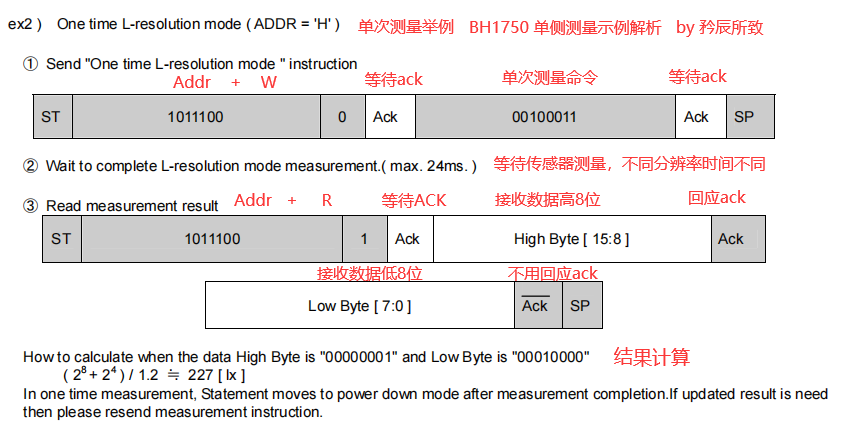 ex2 ) One time L-resolution mode ( ADDR = 'H' ) 单次测量举例 BH1750 单侧测量示例解析 by 矜辰所致
① Send "One time L-resolution mode " instruction
Addr + W 等待ack 单次测量命令 等待ack
ST 1011100 0 Ack 00100011 Ack SP
② Wait to complete L-resolution mode measurement.( max. 24ms. ) 等待传感器测量，不同分辨率时间不同
③ Read measurement result Addr + R 等待ACK 接收数据高8位 回应ack
ST 1011100 1 Ack High Byte [ 15:8 ] Ack
接收数据低8位 不用回应ack
Low Byte [ 7:0 ] A̅c̅k̅ SP
How to calculate when the data High Byte is "00000001" and Low Byte is "00010000" 结果计算
( 2⁸ + 2⁴ ) / 1.2 ≒ 227 [ lx ]
In one time measurement, Statement moves to power down mode after measurement completion.If updated result is need
then please resend measurement instruction.